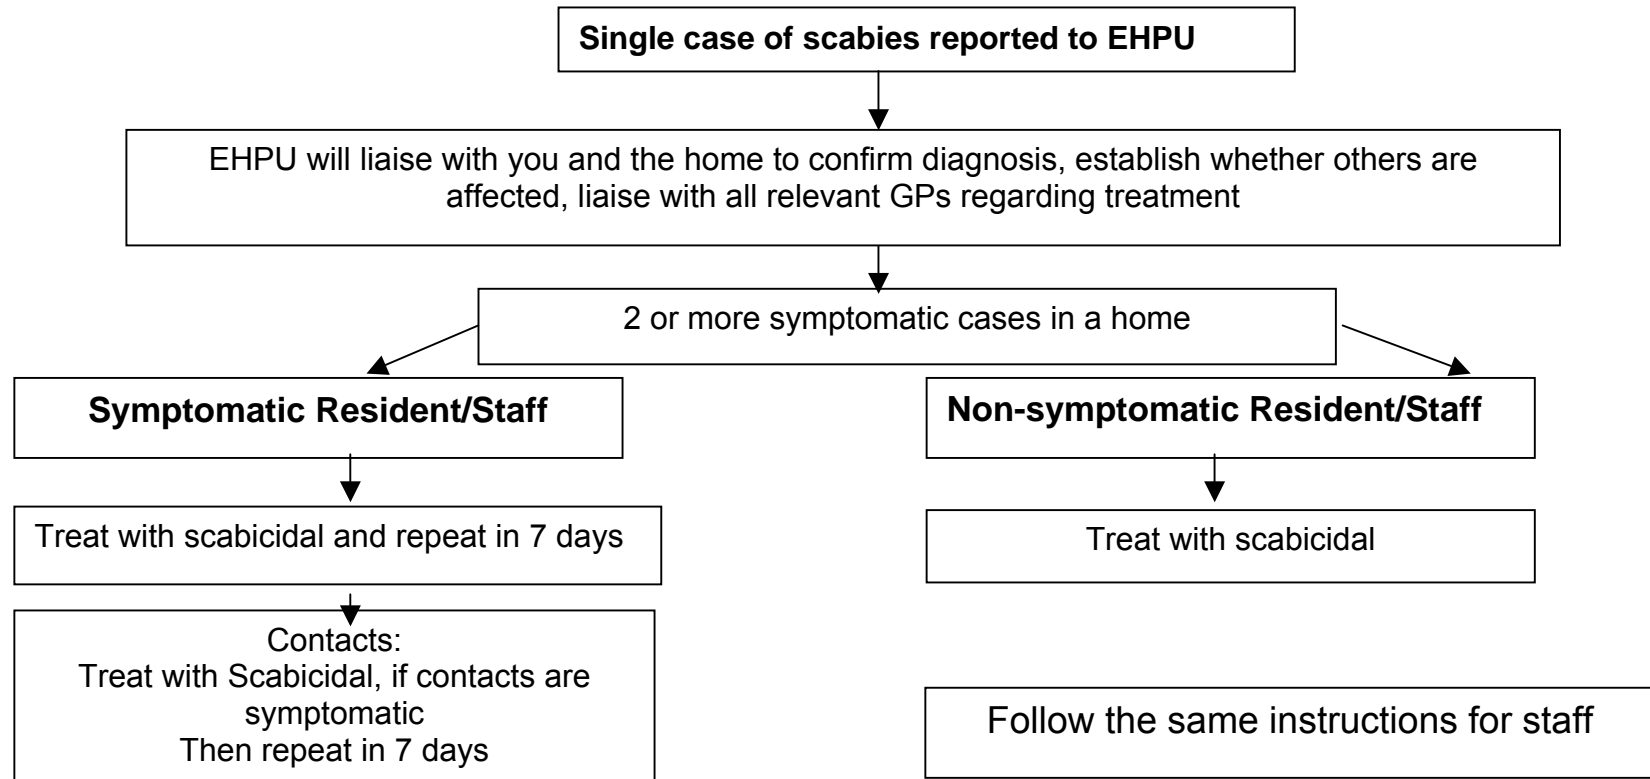 Single case of scabies reported to EHPU
EHPU will liaise with you and the home to confirm diagnosis, establish whether others are
affected, liaise with all relevant GPs regarding treatment
2 or more symptomatic cases in a home
Symptomatic Resident/Staff
Non-symptomatic Resident/Staff
Treat with scabicidal and repeat in 7 days
Treat with scabicidal
Contacts:
Treat with Scabicidal, if contacts are
symptomatic
Then repeat in 7 days
Follow the same instructions for staff